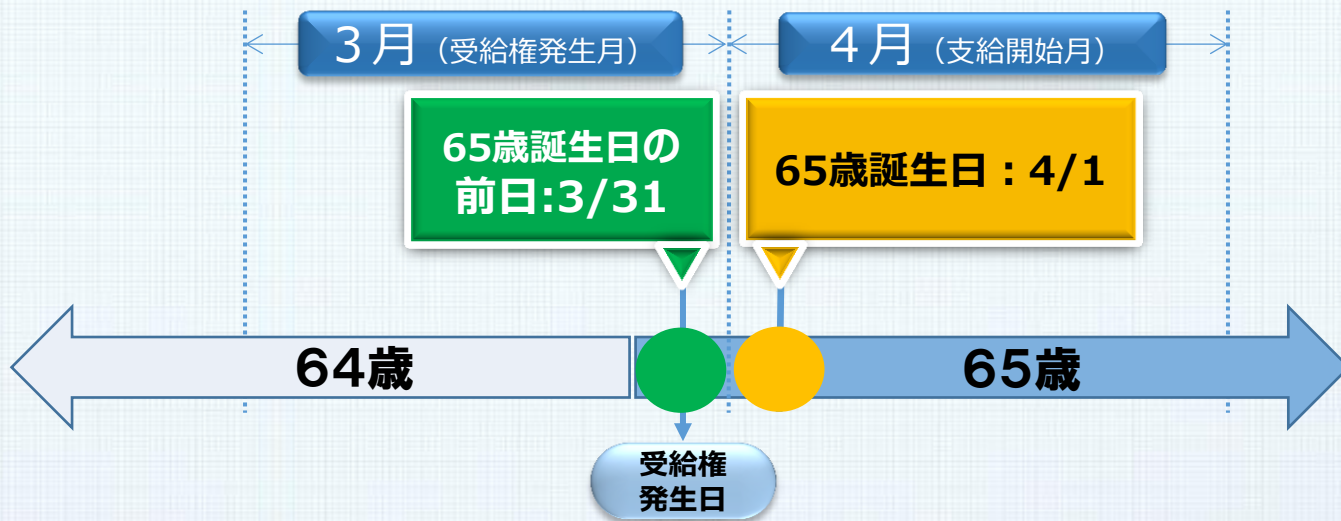 ３月（受給権発生月）
４月（支給開始月）
65歳誕生日の
前日:3/31
65歳誕生日：4/1
64歳
65歳
受給権
発生日